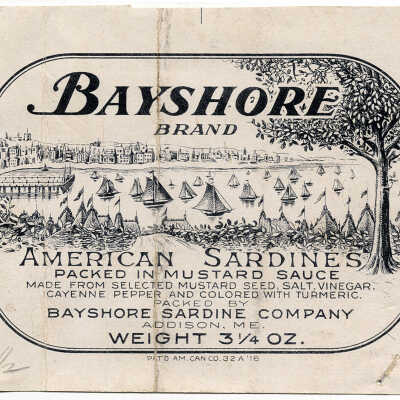 BAYSHORE
BRAND
AMERICAN SARDINES
PACKED IN MUSTARD SAUCE
MADE FROM SELECTED MUSTARD SEED, SALT, VINEGAR,
CAYENNE PEPPER AND COLORED WITH TURMERIC.
PACKED BY
BAYSHORE SARDINE COMPANY
ADDISON, ME.
WEIGHT 3¼ OZ.
PAT'D AM. CAN CO. 32 A '16